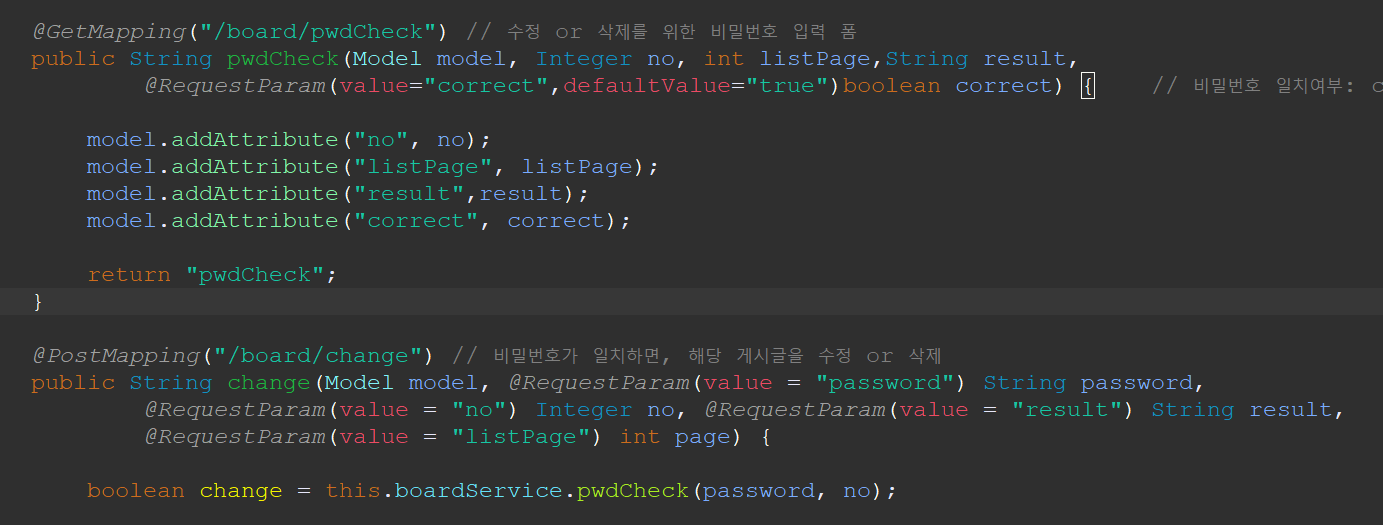 @GetMapping("/board/pwdCheck") // 수정 or 삭제를 위한 비밀번호 입력 폼
public String pwdCheck(Model model, Integer no, int listPage,String result,
@RequestParam(value="correct",defaultValue="true")boolean correct) { // 비밀번호 일치여부:
model.addAttribute("no", no);
model.addAttribute("listPage", listPage);
model.addAttribute("result",result);
model.addAttribute("correct", correct);
return "pwdCheck";
}
@PostMapping("/board/change") // 비밀번호가 일치하면, 해당 게시글을 수정 or 삭제
public String change(Model model, @RequestParam(value = "password") String password,
@RequestParam(value = "no") Integer no, @RequestParam(value = "result") String result,
@RequestParam(value = "listPage") int page) {
boolean change = this.boardService.pwdCheck(password, no);